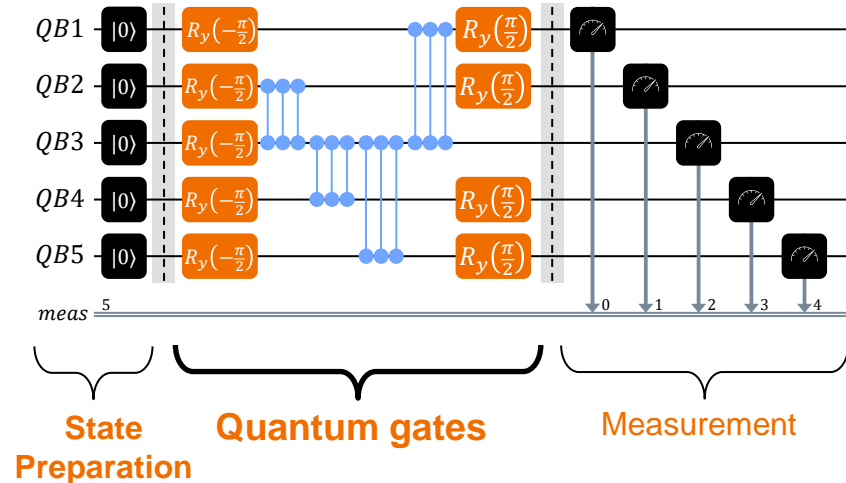 QB1 |0⟩ R_y(−π/2) R_y(π/2)
QB2 |0⟩ R_y(−π/2) R_y(π/2)
QB3 |0⟩ R_y(−π/2)
QB4 |0⟩ R_y(−π/2) R_y(π/2)
QB5 |0⟩ R_y(−π/2) R_y(π/2)
meas 5 0 1 2 3 4
State
Preparation
Quantum gates
Measurement